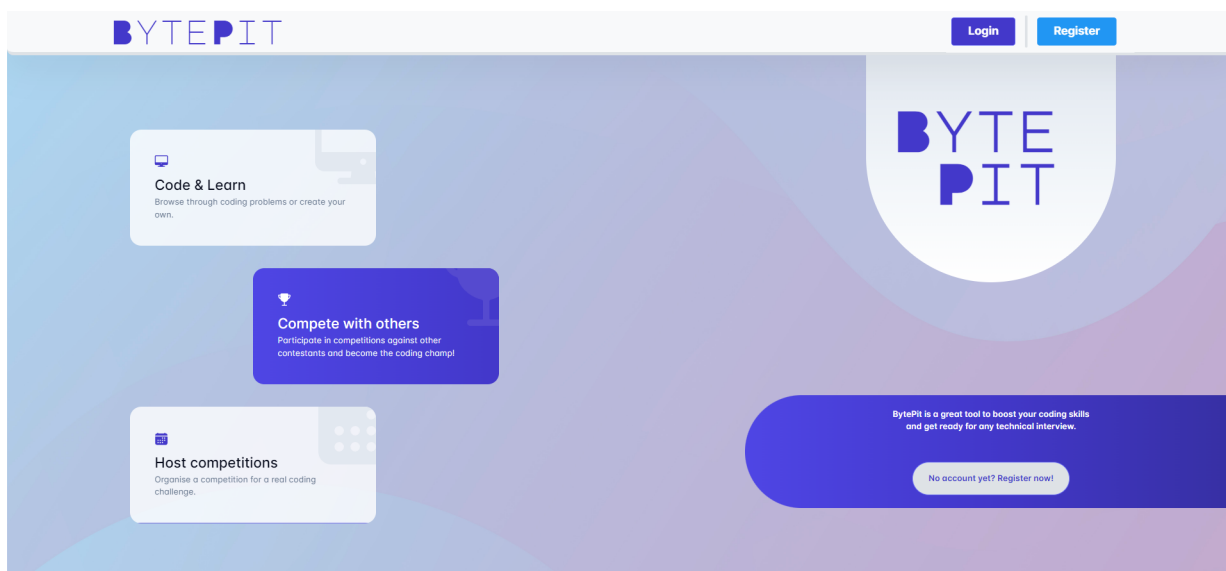 BYTEPIT
Login
Register
BYTE
PIT
Code & Learn
Browse through coding problems or create your
own.
Compete with others
Participate in competitions against other
contestants and become the coding champ!
Host competitions
Organise a competition for a real coding
challenge.
BytePit is a great tool to boost your coding skills
and get ready for any technical interview.
No account yet? Register now!